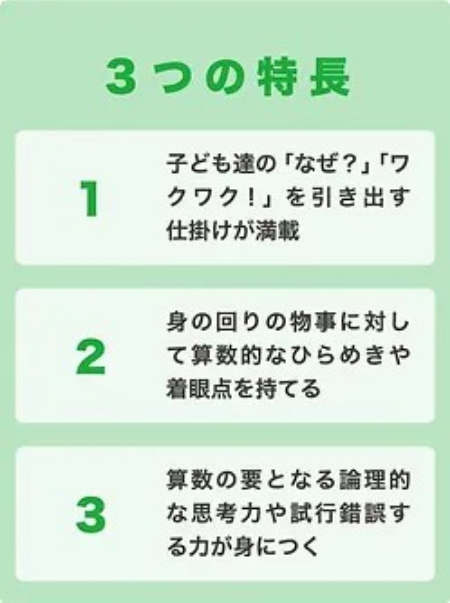 3つの特長
1
子ども達の「なぜ？」「ワ
クワク！」を引き出す
仕掛けが満載
2
身の回りの物事に対し
て算数的なひらめきや
着眼点を持てる
3
算数の要となる論理的
な思考力や試行錯誤す
る力が身につく